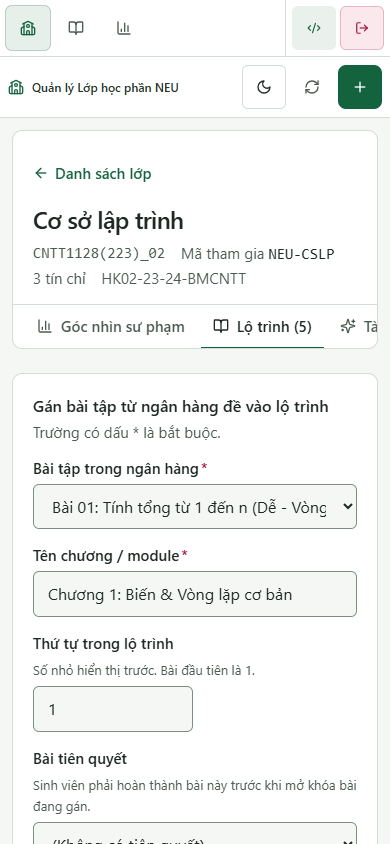 Quản lý Lớp học phần NEU
Danh sách lớp
Cơ sở lập trình
CNTT1128(223)_02 Mã tham gia NEU-CSLP
3 tín chỉ HK02-23-24-BMCNTT
Góc nhìn sư phạm Lộ trình (5)
Gán bài tập từ ngân hàng đề vào lộ trình
Trường có dấu * là bắt buộc.
Bài tập trong ngân hàng*
Bài 01: Tính tổng từ 1 đến n (Dễ - Vòng
Tên chương / module*
Chương 1: Biến & Vòng lặp cơ bản
Thứ tự trong lộ trình
Số nhỏ hiển thị trước. Bài đầu tiên là 1.
1
Bài tiên quyết
Sinh viên phải hoàn thành bài này trước khi mở khóa bài
đang gán.
(Không có tiên quyết)